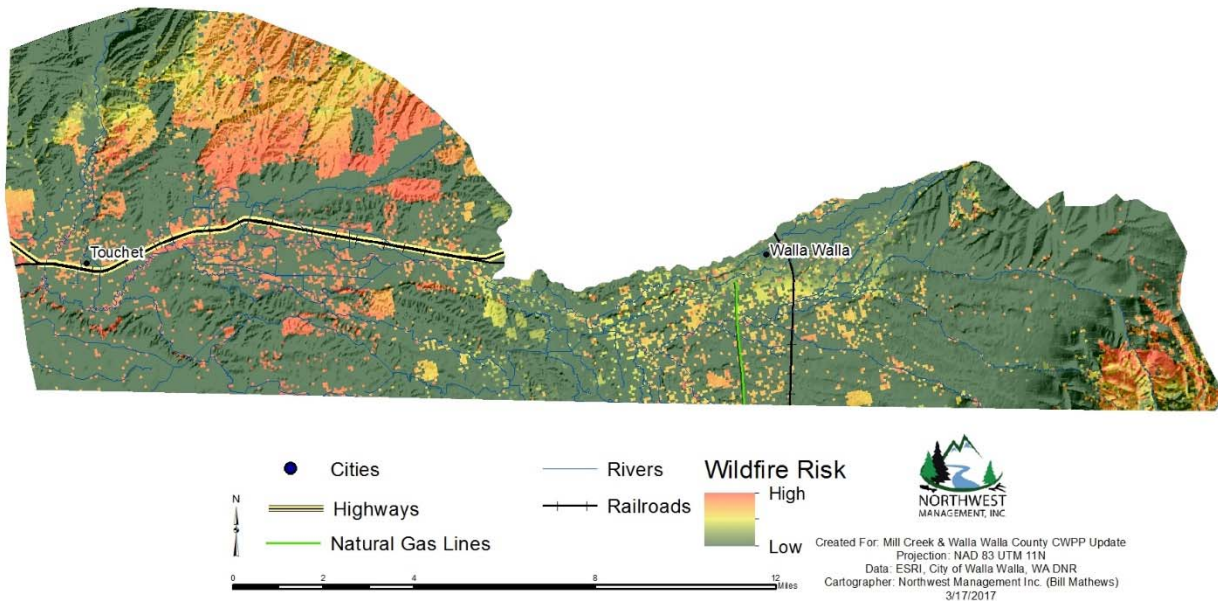 Touchet
Walla Walla
Cities
Highways
Natural Gas Lines
Rivers
Railroads
Wildfire Risk
High
Low
N
0 2 4 8 12
Miles
NORTHWEST
MANAGEMENT, INC
Created For: Mill Creek & Walla Walla County CWPP Update
Projection: NAD 83 UTM 11N
Data: ESRI, City of Walla Walla, WA DNR
Cartographer: Northwest Management Inc. (Bill Mathews)
3/17/2017